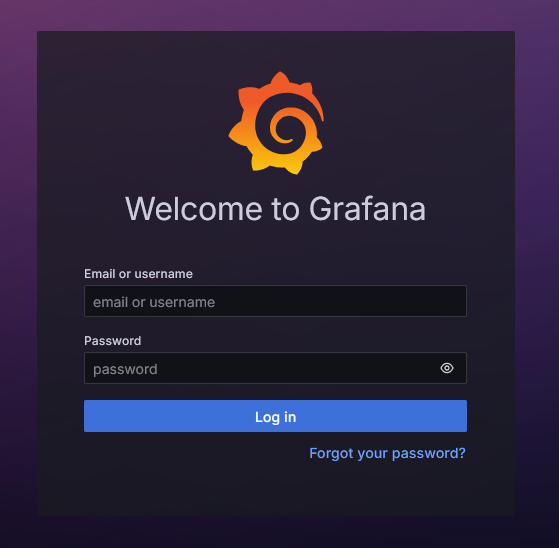 Welcome to Grafana
Email or username
email or username
Password
password
Log in
Forgot your password?